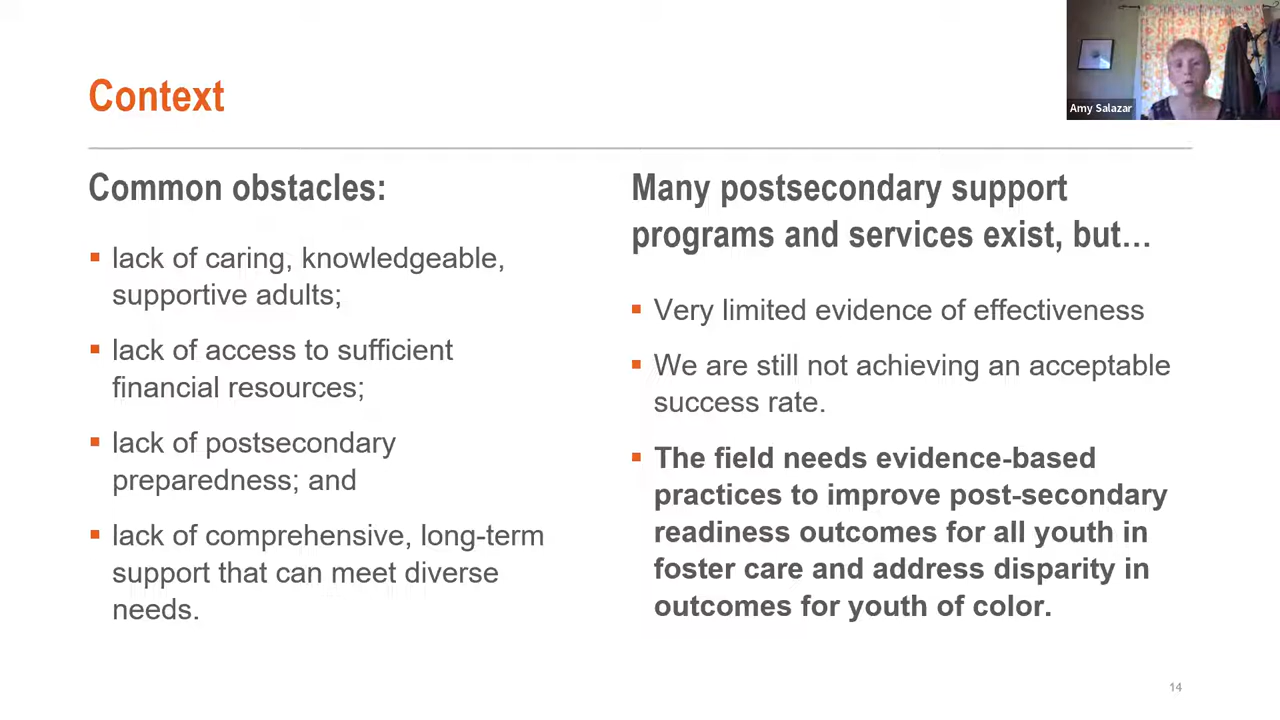 Context
Amy Salazar
Common obstacles:
▪ lack of caring, knowledgeable,
supportive adults;
▪ lack of access to sufficient
financial resources;
▪ lack of postsecondary
preparedness; and
▪ lack of comprehensive, long-term
support that can meet diverse
needs.
Many postsecondary support
programs and services exist, but…
▪ Very limited evidence of effectiveness
▪ We are still not achieving an acceptable
success rate.
▪ The field needs evidence-based
practices to improve post-secondary
readiness outcomes for all youth in
foster care and address disparity in
outcomes for youth of color.
14